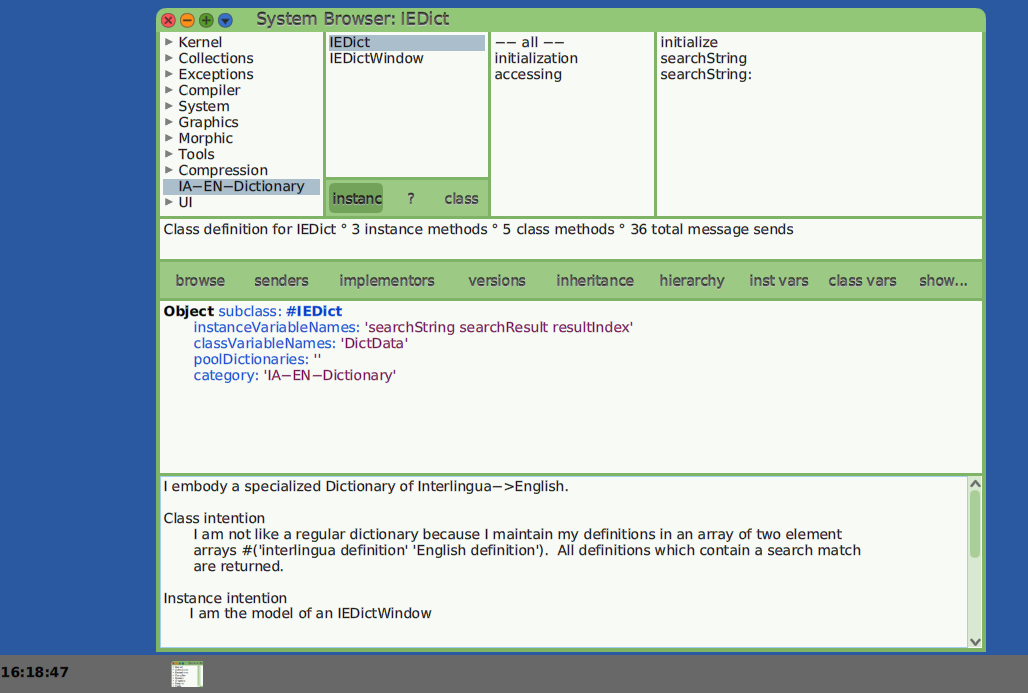 System Browser: IEDict
Kernel
Collections
Exceptions
Compiler
System
Graphics
Morphic
Tools
Compression
IA−EN−Dictionary
UI
IEDict
IEDictWindow
instanc ? class
−− all −−
initialization
accessing
initialize
searchString
searchString:
Class definition for IEDict ° 3 instance methods ° 5 class methods ° 36 total message sends
browse senders implementors versions inheritance hierarchy inst vars class vars show...
Object subclass: #IEDict
instanceVariableNames: 'searchString searchResult resultIndex'
classVariableNames: 'DictData'
poolDictionaries: ''
category: 'IA−EN−Dictionary'
I embody a specialized Dictionary of Interlingua−>English.
Class intention
I am not like a regular dictionary because I maintain my definitions in an array of two element
arrays #('interlingua definition' 'English definition').  All definitions which contain a search match
are returned.
Instance intention
I am the model of an IEDictWindow
16:18:47